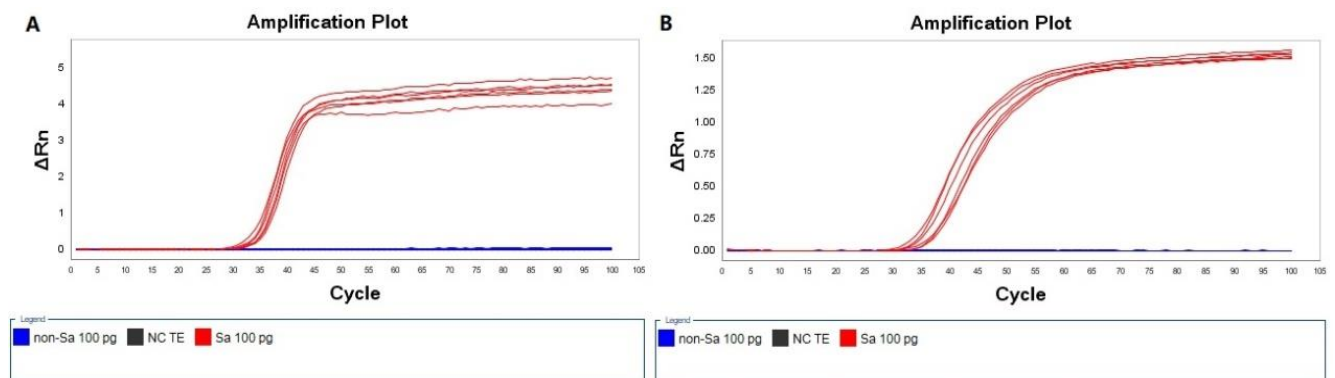 A
Amplification Plot
ΔRn
5
4
3
2
1
0
0 5 10 15 20 25 30 35 40 45 50 55 60 65 70 75 80 85 90 95 100 105
Cycle
Legend
non-Sa 100 pg NC TE Sa 100 pg
B
Amplification Plot
ΔRn
1.50
1.25
1.00
0.75
0.50
0.25
0.00
0 5 10 15 20 25 30 35 40 45 50 55 60 65 70 75 80 85 90 95 100 105
Cycle
Legend
non-Sa 100 pg NC TE Sa 100 pg